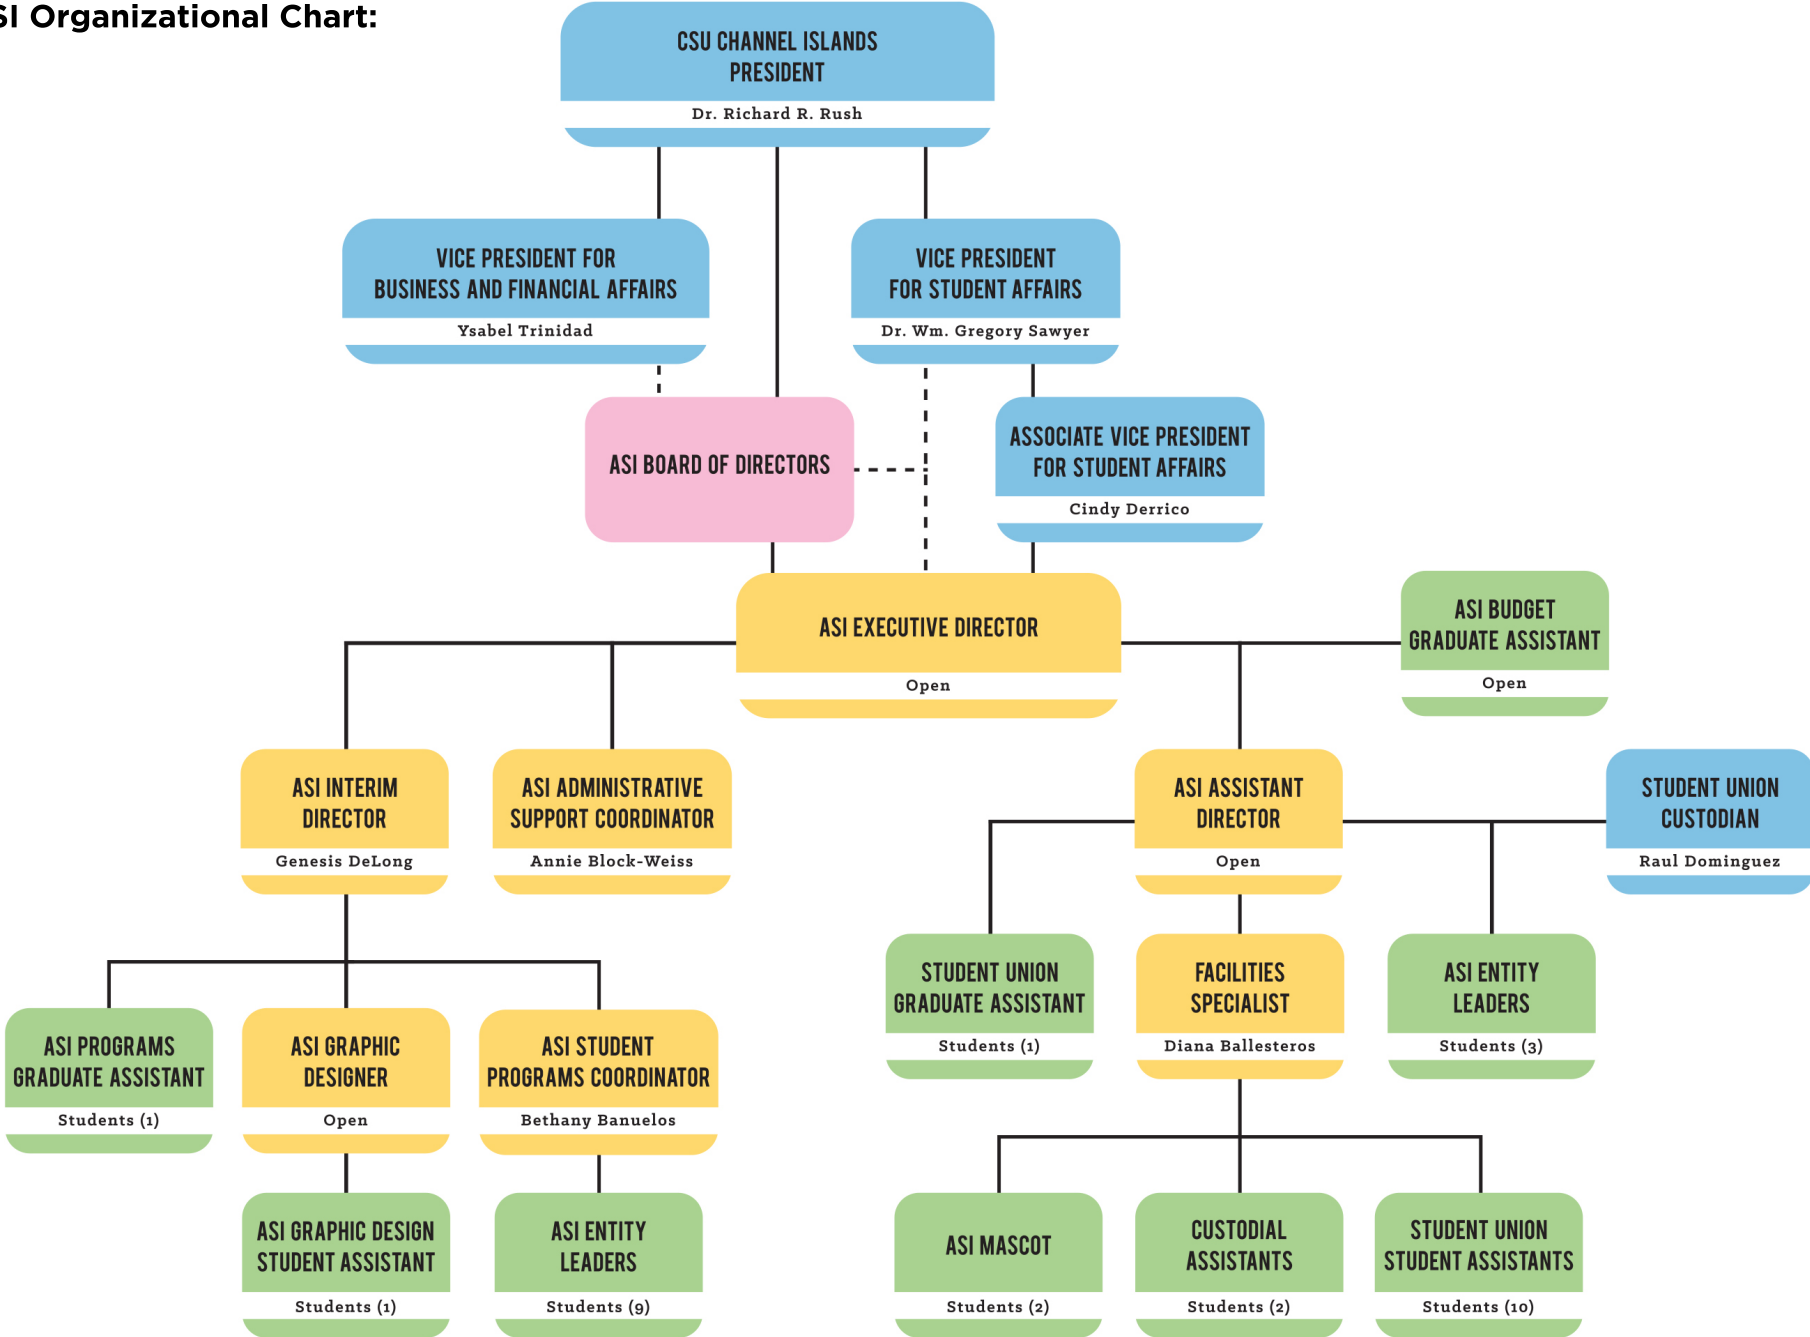 SI Organizational Chart:
CSU CHANNEL ISLANDS
PRESIDENT
Dr. Richard R. Rush
VICE PRESIDENT FOR
BUSINESS AND FINANCIAL AFFAIRS
Ysabel Trinidad
VICE PRESIDENT
FOR STUDENT AFFAIRS
Dr. Wm. Gregory Sawyer
ASI BOARD OF DIRECTORS
ASSOCIATE VICE PRESIDENT
FOR STUDENT AFFAIRS
Cindy Derrico
ASI EXECUTIVE DIRECTOR
Open
ASI BUDGET
GRADUATE ASSISTANT
Open
ASI INTERIM
DIRECTOR
Genesis DeLong
ASI ADMINISTRATIVE
SUPPORT COORDINATOR
Annie Block-Weiss
ASI ASSISTANT
DIRECTOR
Open
STUDENT UNION
CUSTODIAN
Raul Dominguez
STUDENT UNION
GRADUATE ASSISTANT
Students (1)
FACILITIES
SPECIALIST
Diana Ballesteros
ASI ENTITY
LEADERS
Students (3)
ASI PROGRAMS
GRADUATE ASSISTANT
Students (1)
ASI GRAPHIC
DESIGNER
Open
ASI STUDENT
PROGRAMS COORDINATOR
Bethany Banuelos
ASI GRAPHIC DESIGN
STUDENT ASSISTANT
Students (1)
ASI ENTITY
LEADERS
Students (9)
ASI MASCOT
Students (2)
CUSTODIAL
ASSISTANTS
Students (2)
STUDENT UNION
STUDENT ASSISTANTS
Students (10)